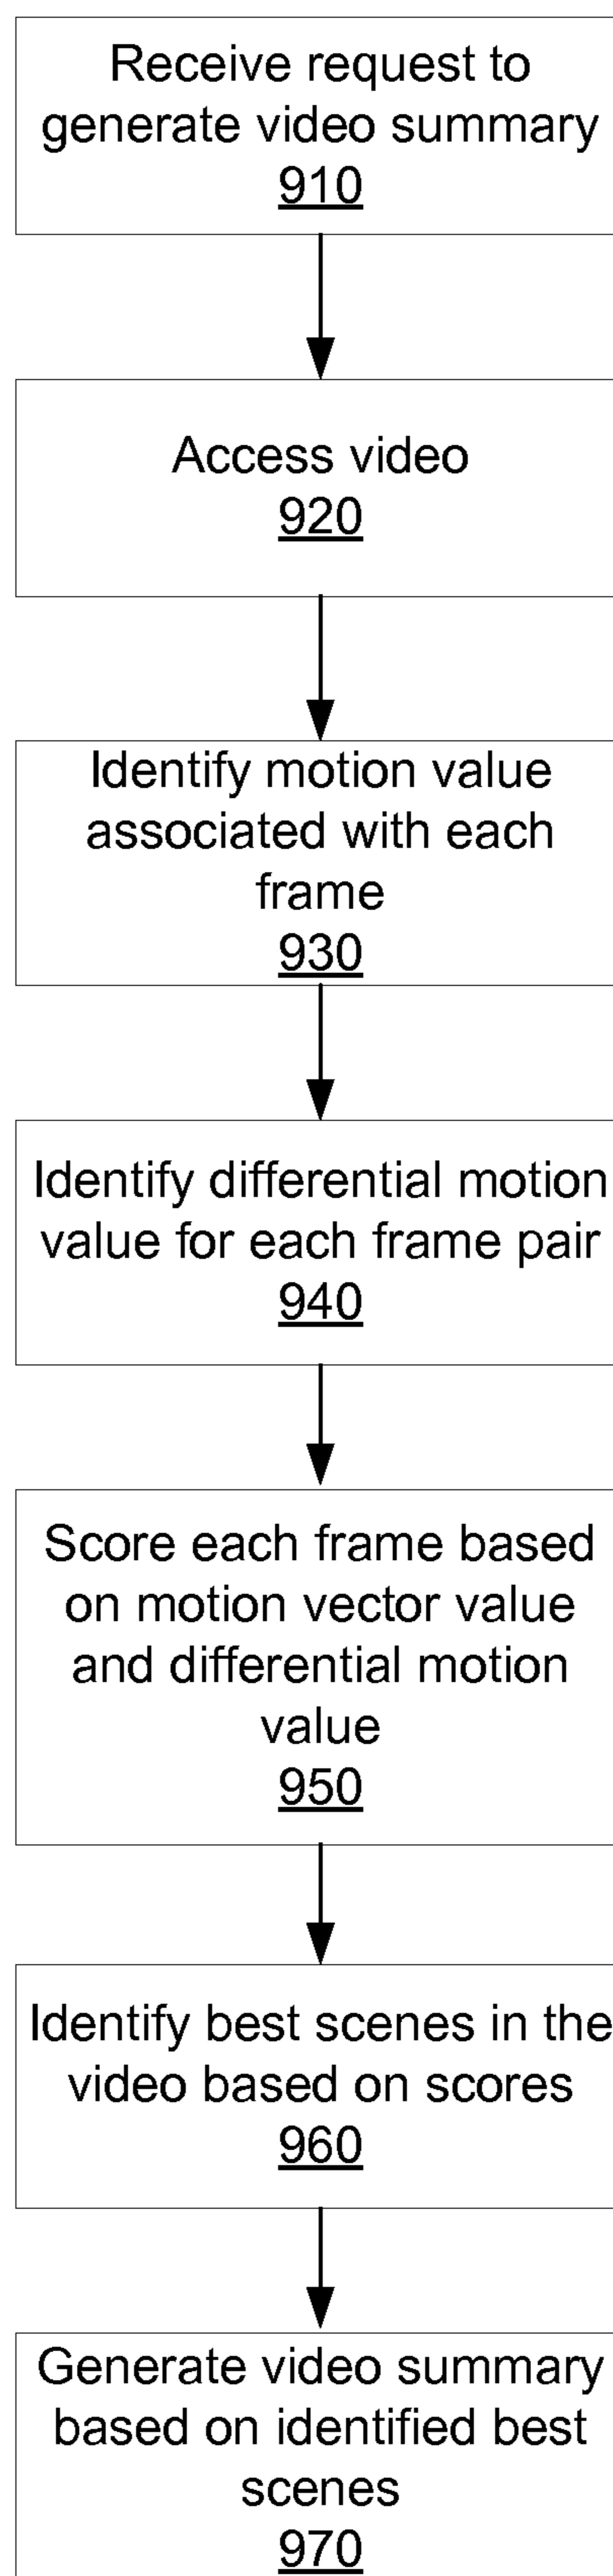 Receive request to
generate video summary
910
Access video
920
Identify motion value
associated with each
frame
930
Identify differential motion
value for each frame pair
940
Score each frame based
on motion vector value
and differential motion
value
950
Identify best scenes in the
video based on scores
960
Generate video summary
based on identified best
scenes
970